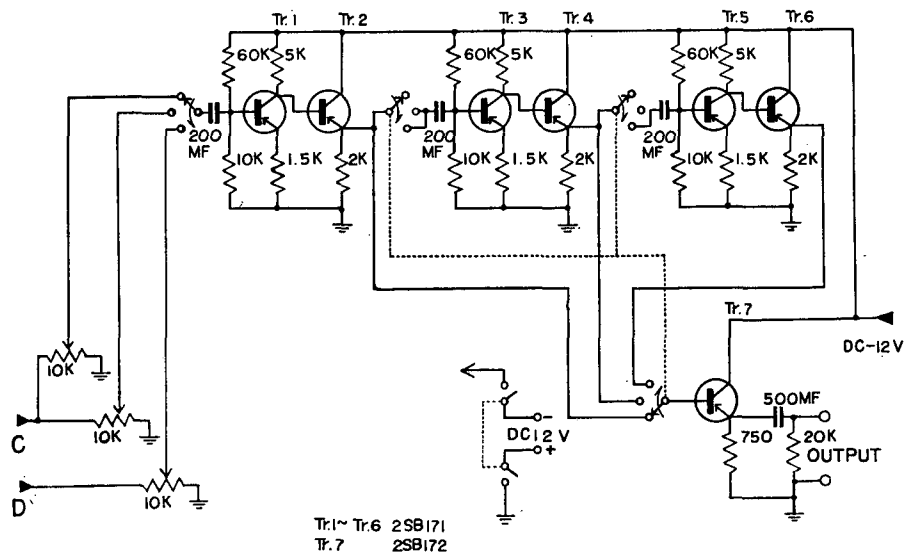 Tr.1 Tr.2 Tr.3 Tr.4 Tr.5 Tr.6
60K 5K 60K 5K 60K 5K
200 MF 200 MF 200 MF
10K 1.5K 2K 10K 1.5K 2K 10K 1.5K 2K
Tr.7
DC-12V
10K
C
10K
DC12V
-
+
500MF
750
20K
OUTPUT
D
10K
Tr.1~ Tr.6 2SB171
Tr.7 2SB172